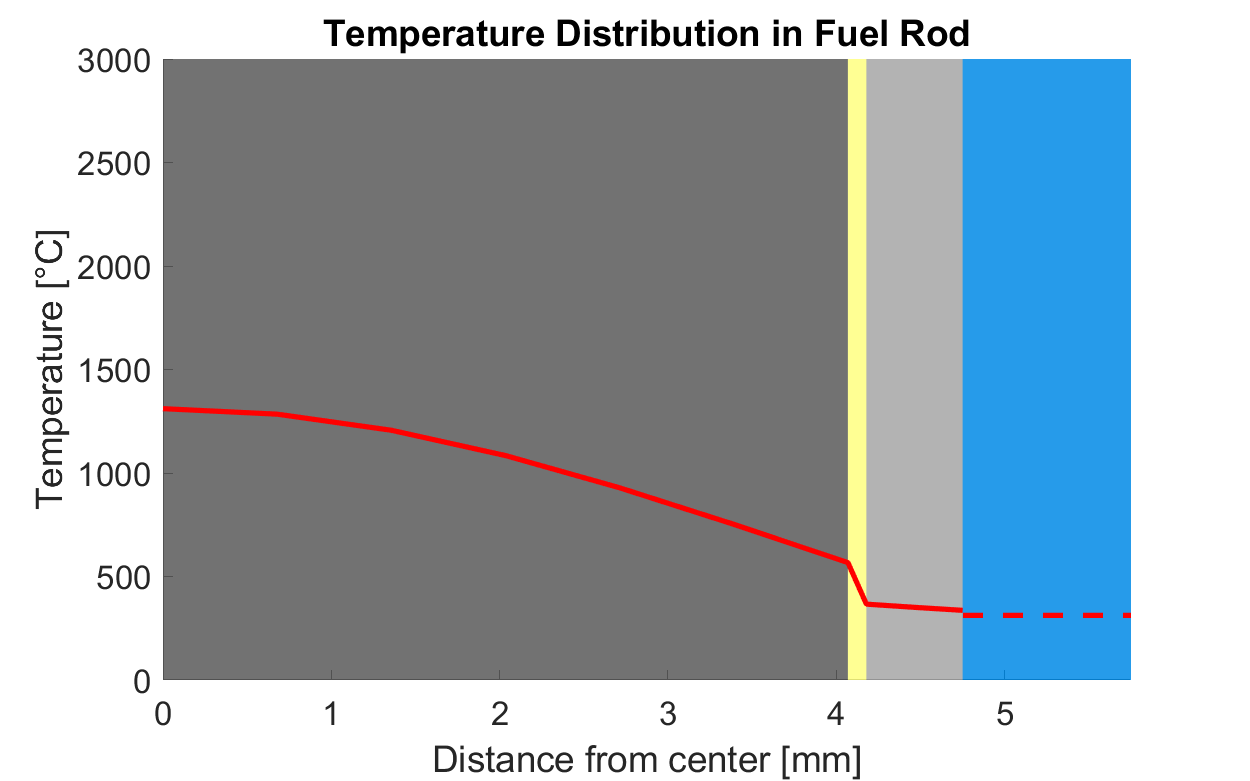 Temperature Distribution in Fuel Rod
3000
2500
2000
1500
1000
500
0
Temperature [°C]
0 1 2 3 4 5
Distance from center [mm]